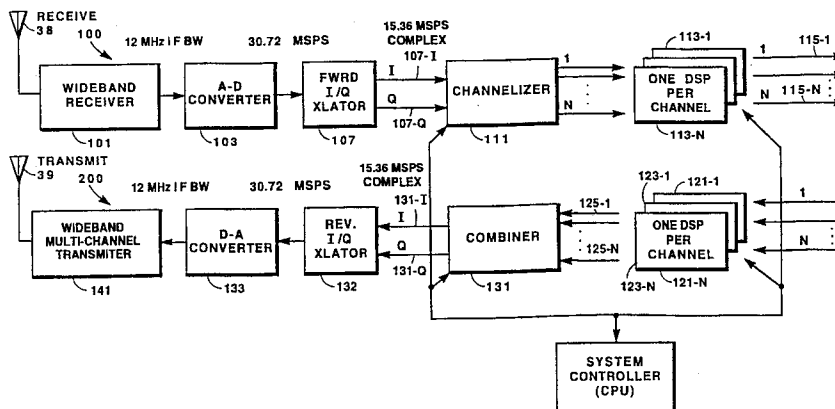 RECEIVE
38
100
12 MHz IF BW
30.72 MSPS
15.36 MSPS
COMPLEX
107-I
I
Q
107-Q
WIDEBAND
RECEIVER
101
A-D
CONVERTER
103
FWRD
I/Q
XLATOR
107
CHANNELIZER
111
1
N
113-1
ONE DSP
PER
CHANNEL
113-N
1
115-1
N
115-N
TRANSMIT
39
200
12 MHz IF BW
30.72 MSPS
15.36 MSPS
COMPLEX
131-I
I
Q
131-Q
WIDEBAND
MULTI-CHANNEL
TRANSMITER
141
D-A
CONVERTER
133
REV.
I/Q
XLATOR
132
COMBINER
131
125-1
125-N
123-1
121-1
ONE DSP
PER
CHANNEL
123-N
121-N
1
N
SYSTEM
CONTROLLER
(CPU)